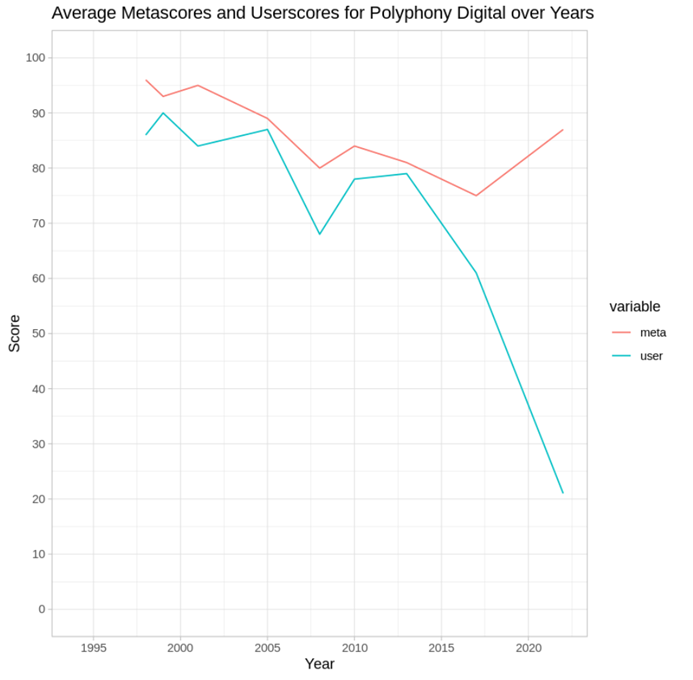 Average Metascores and Userscores for Polyphony Digital over Years
100
90
80
70
60
50
40
30
20
10
0
Score
1995 2000 2005 2010 2015 2020
Year
variable
meta
user